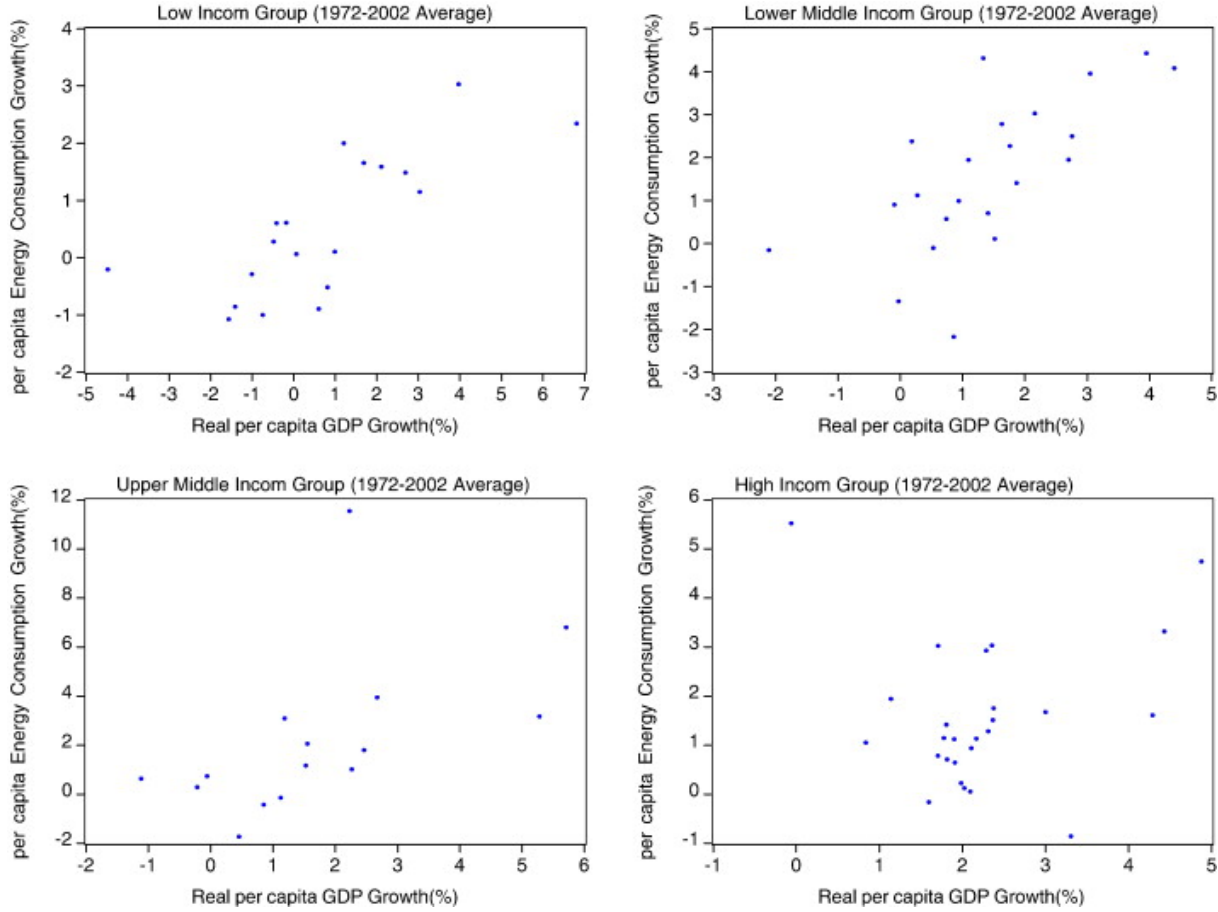 Low Incom Group (1972-2002 Average)
per capita Energy Consumption Growth(%)
4
3
2
1
0
-1
-2
-5 -4 -3 -2 -1 0 1 2 3 4 5 6 7
Real per capita GDP Growth(%)
Lower Middle Incom Group (1972-2002 Average)
per capita Energy Consumption Growth(%)
5
4
3
2
1
0
-1
-2
-3
-3 -2 -1 0 1 2 3 4 5
Real per capita GDP Growth(%)
Upper Middle Incom Group (1972-2002 Average)
per capita Energy Consumption Growth(%)
12
10
8
6
4
2
0
-2
-2 -1 0 1 2 3 4 5 6
Real per capita GDP Growth(%)
High Incom Group (1972-2002 Average)
per capita Energy Consumption Growth(%)
6
5
4
3
2
1
0
-1
-1 0 1 2 3 4 5
Real per capita GDP Growth(%)